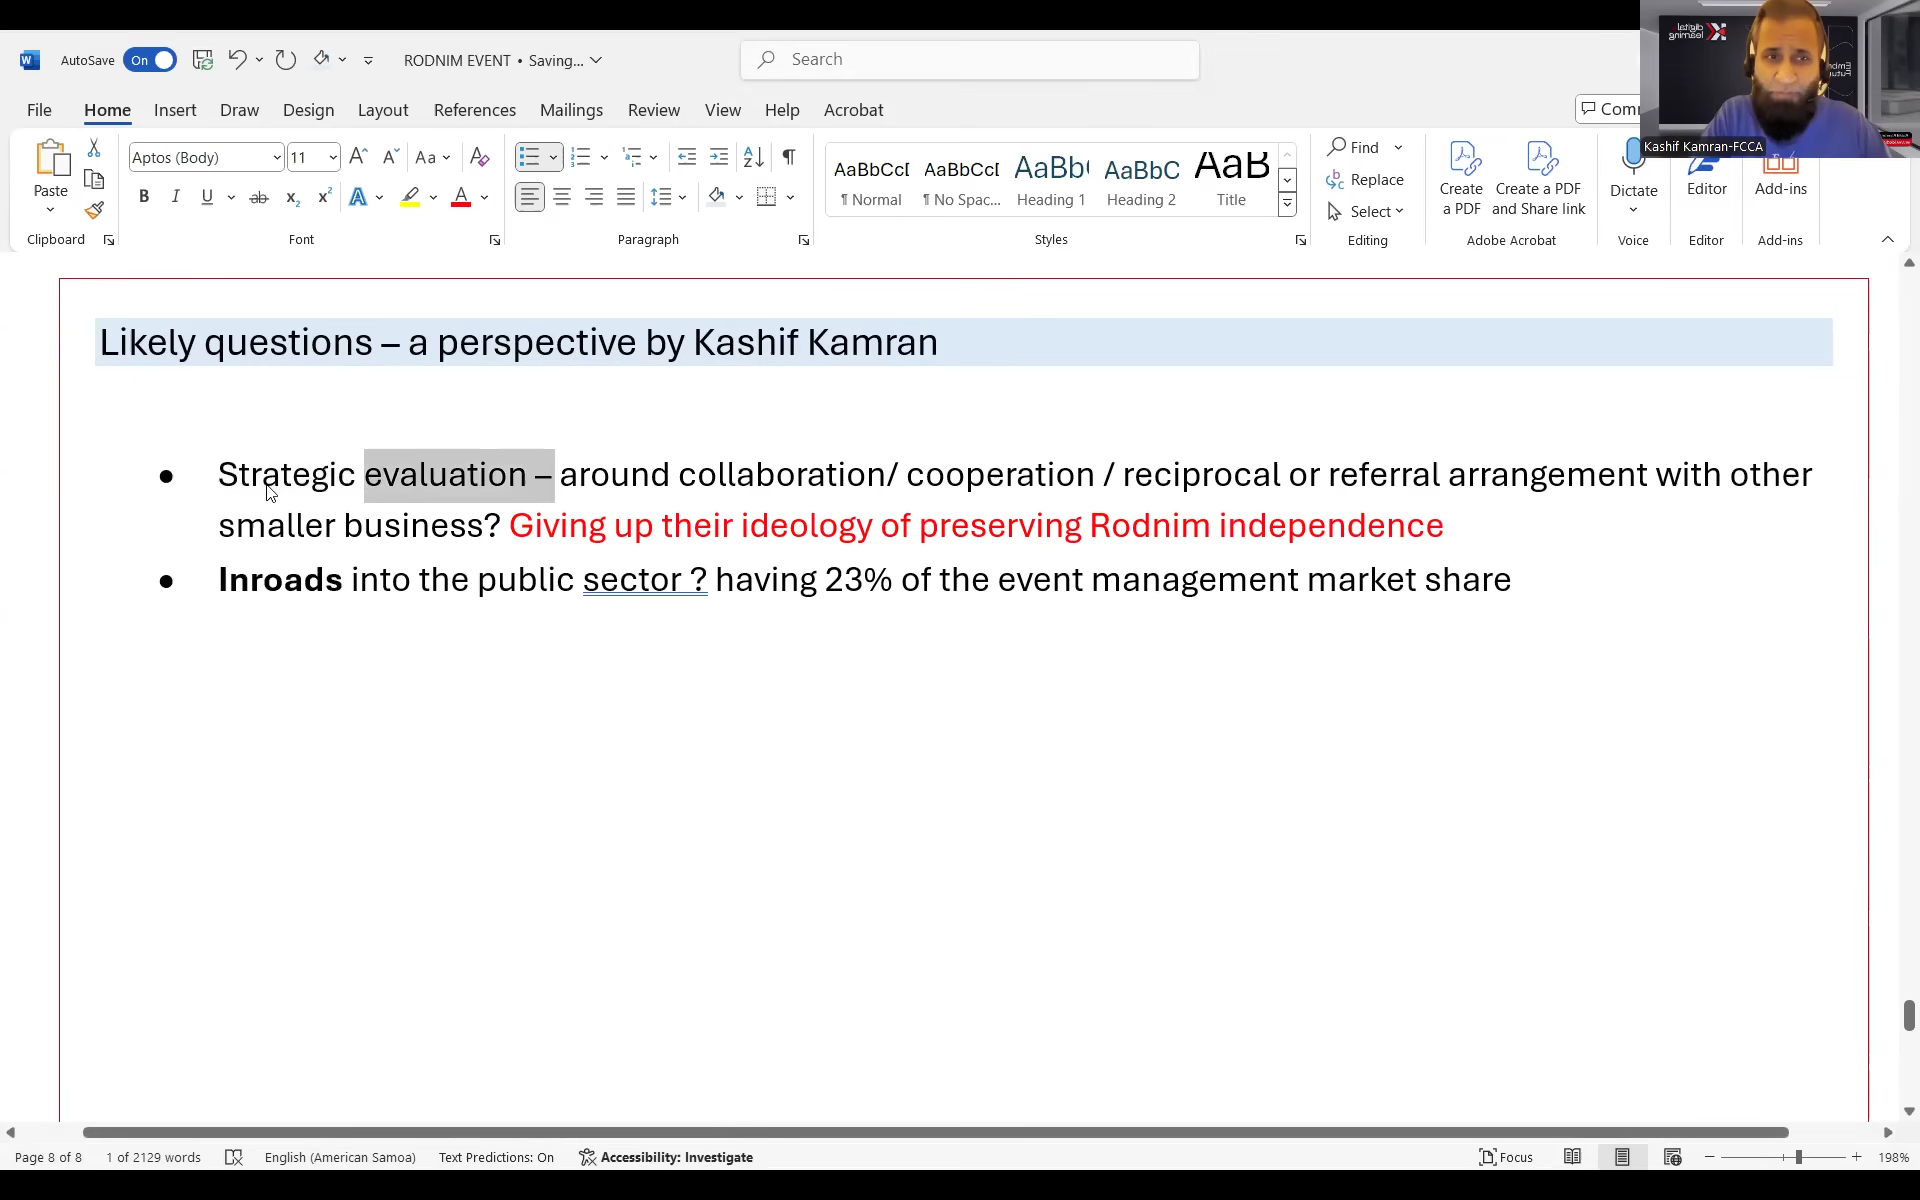 AutoSave On RODNIM EVENT • Saving... Search
File Home Insert Draw Design Layout References Mailings Review View Help Acrobat
Kashif Kamran-FCCA
Paste
Clipboard
Aptos (Body) 11
Aa
B I U ab x₂ x² A A
Font
Paragraph
AaBbCcD AaBbCcD AaBb( AaBbC AaB
¶ Normal ¶ No Spac... Heading 1 Heading 2 Title
Styles
Find
Replace
Select
Editing
Create a PDF
Create a PDF and Share link
Adobe Acrobat
Dictate
Voice
Editor
Editor
Add-ins
Add-ins
Likely questions – a perspective by Kashif Kamran
● Strategic evaluation – around collaboration/ cooperation / reciprocal or referral arrangement with other
smaller business? Giving up their ideology of preserving Rodnim independence
● Inroads into the public sector ? having 23% of the event management market share
Page 8 of 8 1 of 2129 words English (American Samoa) Text Predictions: On Accessibility: Investigate Focus 198%